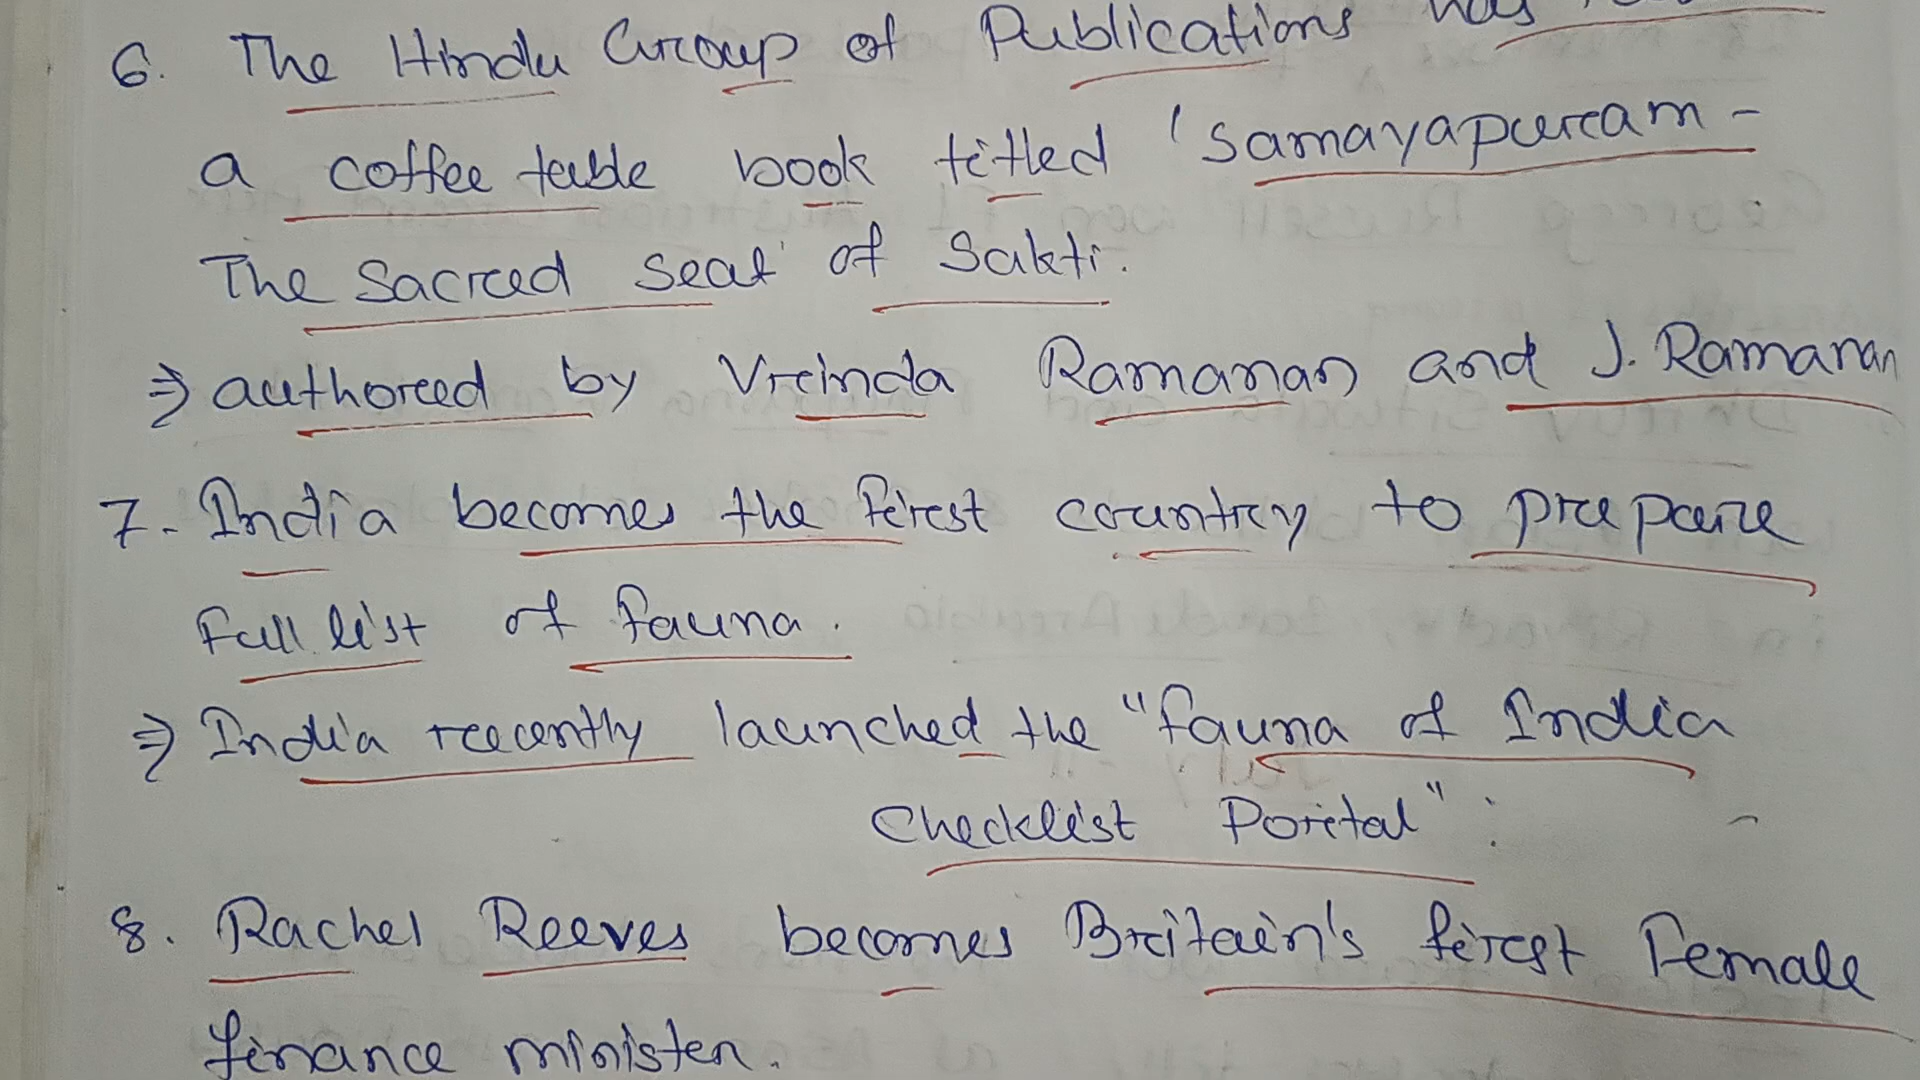 6. The Hindu Group of Publications has
a coffee table book titled 'Samayapuram -
The Sacred Seat' of Sakti.
⇒ authored by Vrinda Ramanan and J. Ramanan
7. India becomes the first country to prepare
full list of fauna.
⇒ India recently launched the "fauna of India
Checklist Portal":
8. Rachel Reeves becomes Britain's first Female
finance minister.